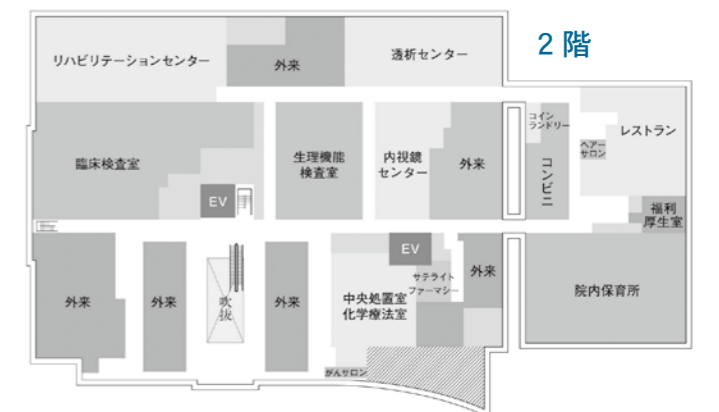 2階
リハビリテーションセンター
外来
透析センター
臨床検査室
EV
生理機能
検査室
内視鏡
センター
外来
コイン
ランドリー
コンビニ
ヘアー
サロン
レストラン
福利
厚生室
院内保育所
外来
外来
吹抜
外来
EV
中央処置室
化学療法室
サテライト
ファーマシー
外来
がんサロン